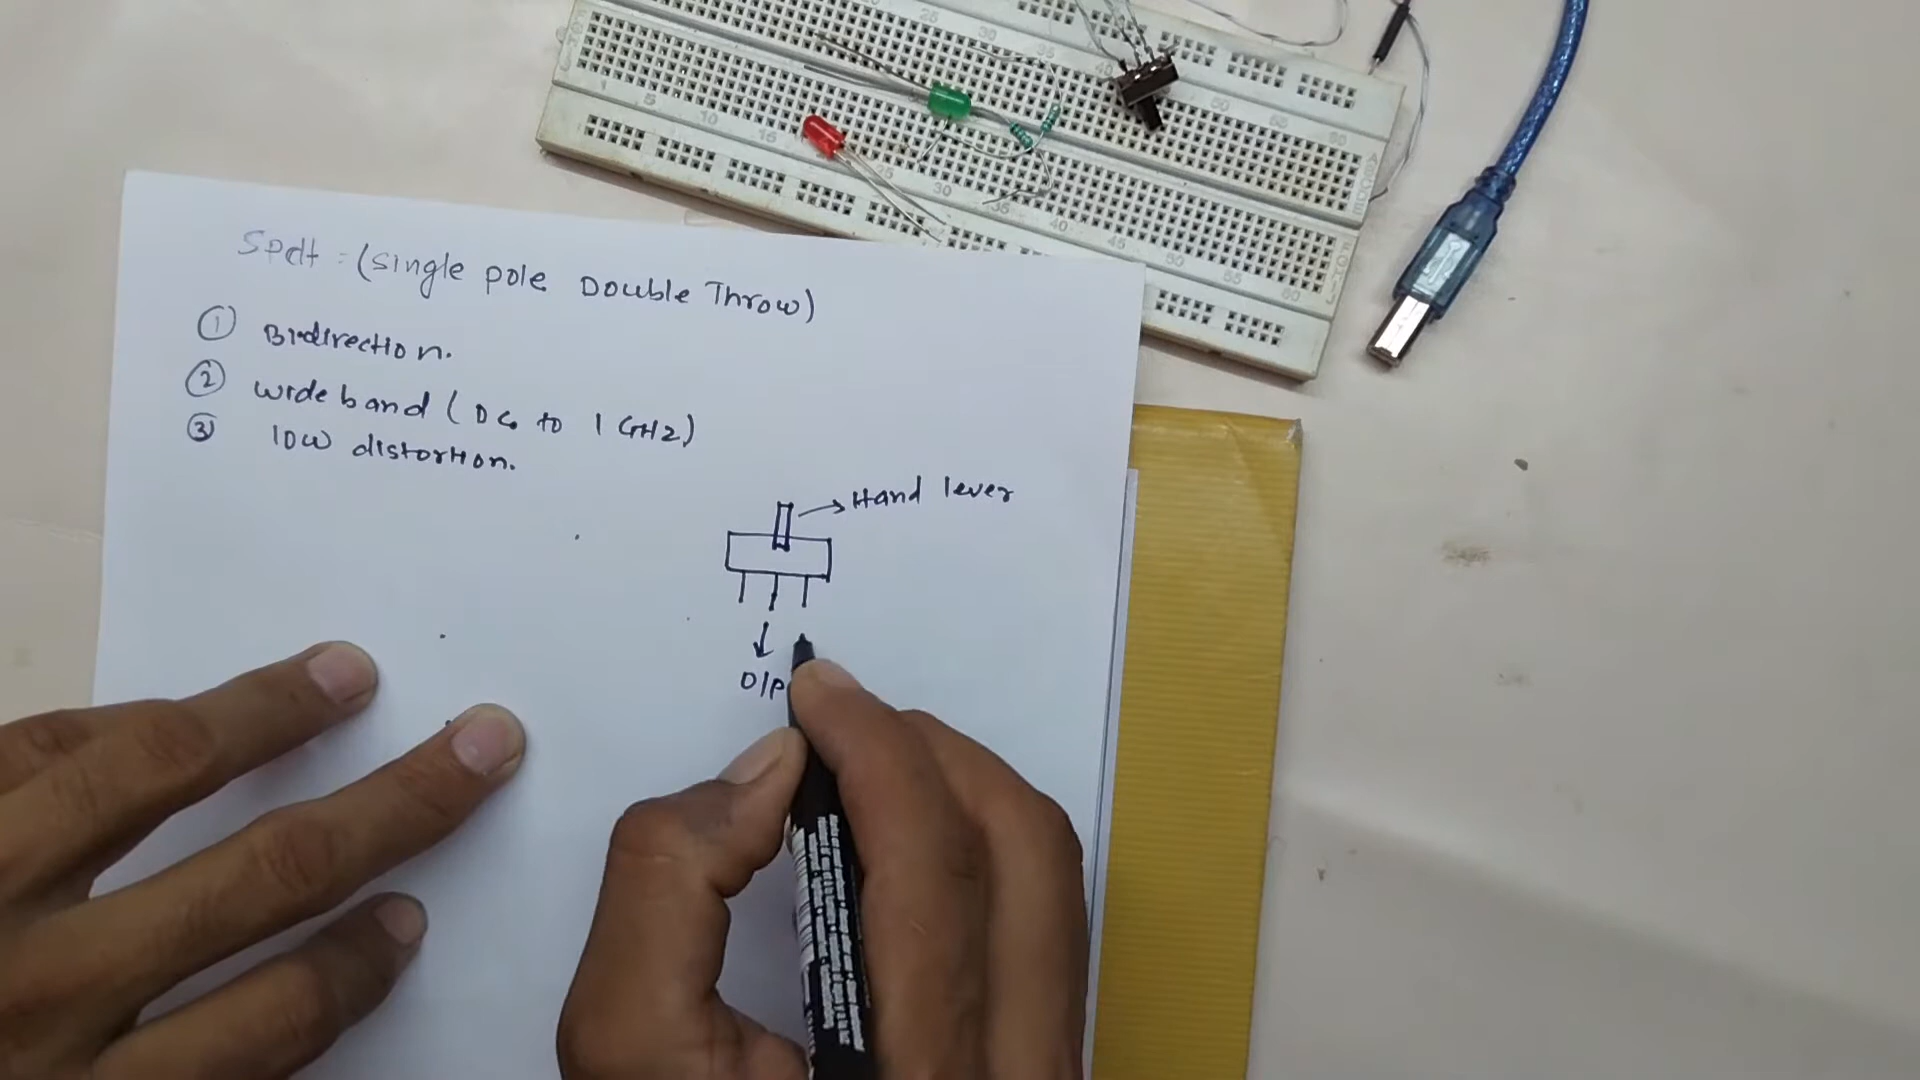 Spdt : (single pole Double Throw)
① Bidirection.
② wide band ( DC to 1 GHz)
③ low distortion.
Hand lever
O/P